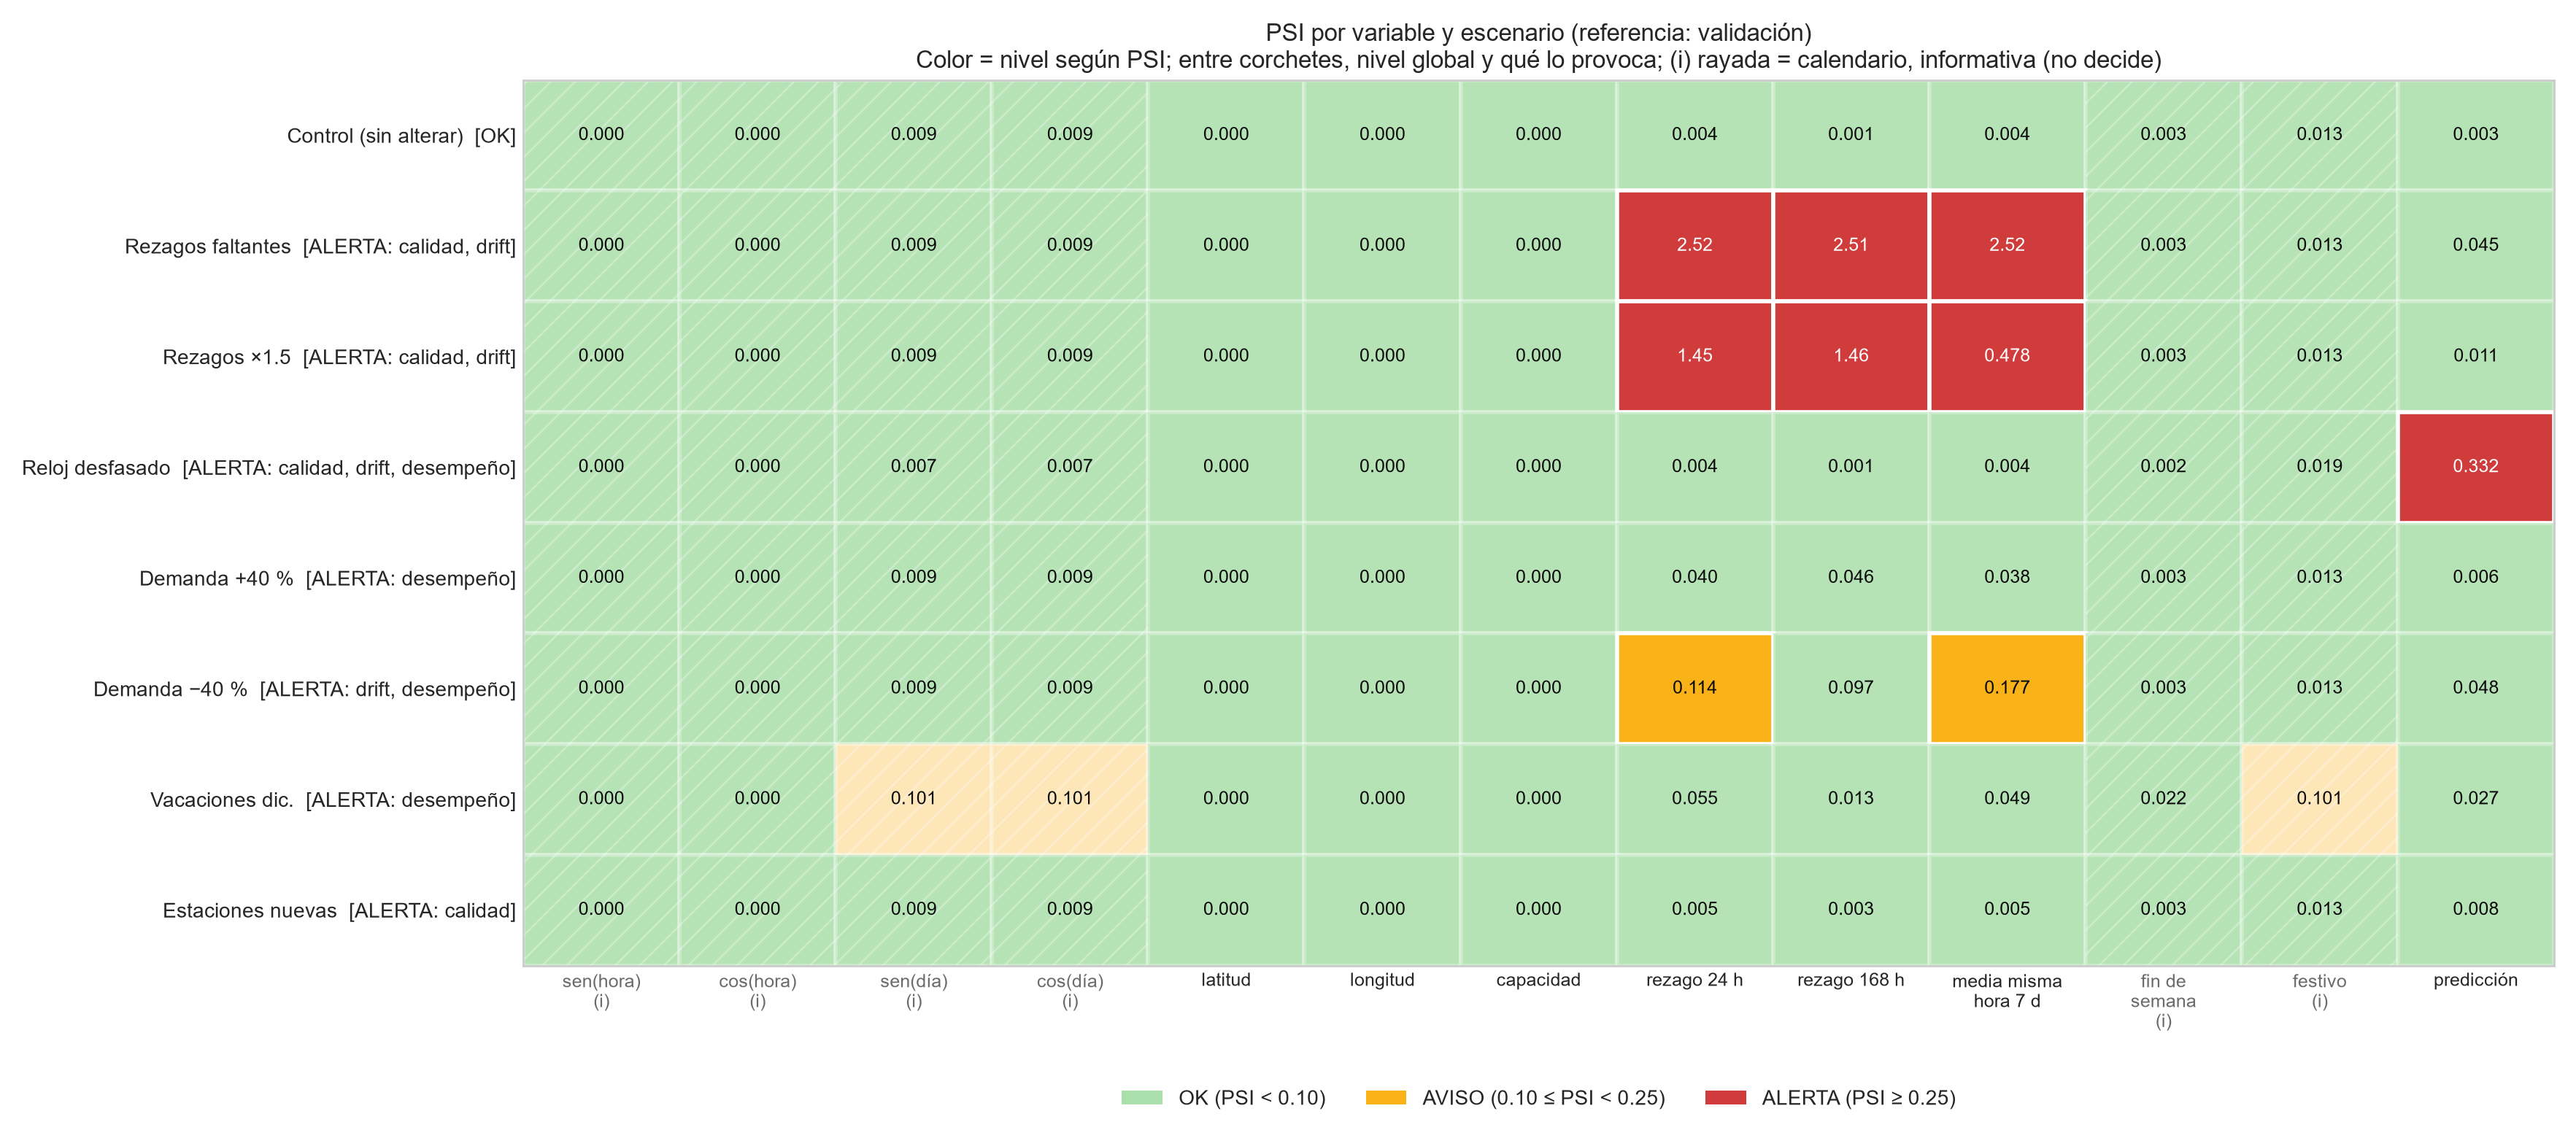 PSI por variable y escenario (referencia: validación)
Color = nivel según PSI; entre corchetes, nivel global y qué lo provoca; (i) rayada = calendario, informativa (no decide)
Control (sin alterar)  [OK] 0.000 0.000 0.009 0.009 0.000 0.000 0.000 0.004 0.001 0.004 0.003 0.013 0.003
Rezagos faltantes  [ALERTA: calidad, drift] 0.000 0.000 0.009 0.009 0.000 0.000 0.000 2.52 2.51 2.52 0.003 0.013 0.045
Rezagos ×1.5  [ALERTA: calidad, drift] 0.000 0.000 0.009 0.009 0.000 0.000 0.000 1.45 1.46 0.478 0.003 0.013 0.011
Reloj desfasado  [ALERTA: calidad, drift, desempeño] 0.000 0.000 0.007 0.007 0.000 0.000 0.000 0.004 0.001 0.004 0.002 0.019 0.332
Demanda +40 %  [ALERTA: desempeño] 0.000 0.000 0.009 0.009 0.000 0.000 0.000 0.040 0.046 0.038 0.003 0.013 0.006
Demanda −40 %  [ALERTA: drift, desempeño] 0.000 0.000 0.009 0.009 0.000 0.000 0.000 0.114 0.097 0.177 0.003 0.013 0.048
Vacaciones dic.  [ALERTA: desempeño] 0.000 0.000 0.101 0.101 0.000 0.000 0.000 0.055 0.013 0.049 0.022 0.101 0.027
Estaciones nuevas  [ALERTA: calidad] 0.000 0.000 0.009 0.009 0.000 0.000 0.000 0.005 0.003 0.005 0.003 0.013 0.008
sen(hora)
(i)
cos(hora)
(i)
sen(día)
(i)
cos(día)
(i)
latitud
longitud
capacidad
rezago 24 h
rezago 168 h
media misma
hora 7 d
fin de
semana
(i)
festivo
(i)
predicción
OK (PSI < 0.10)
AVISO (0.10 ≤ PSI < 0.25)
ALERTA (PSI ≥ 0.25)